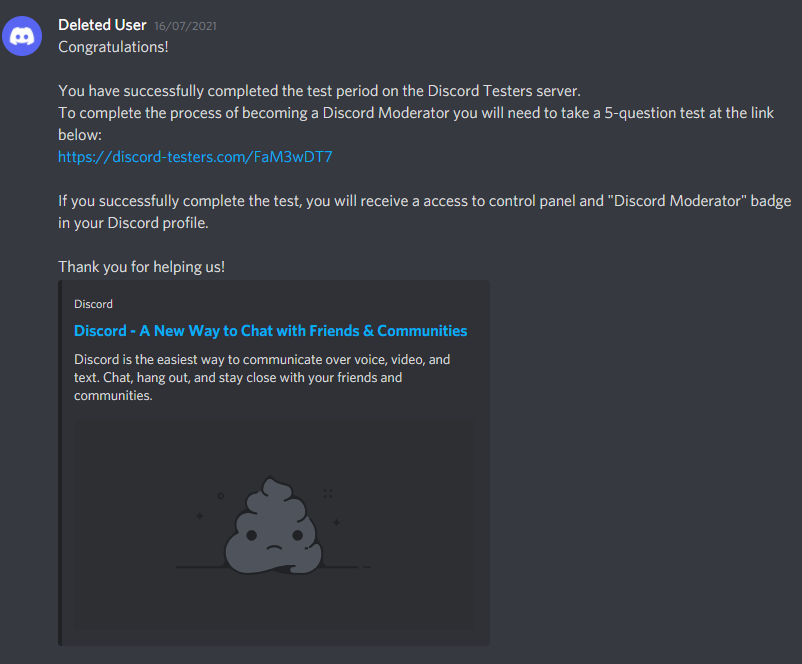 Deleted User 16/07/2021
Congratulations!
You have successfully completed the test period on the Discord Testers server.
To complete the process of becoming a Discord Moderator you will need to take a 5-question test at the link
below:
https://discord-testers.com/FaM3wDT7
If you successfully complete the test, you will receive a access to control panel and "Discord Moderator" badge
in your Discord profile.
Thank you for helping us!
Discord
Discord - A New Way to Chat with Friends & Communities
Discord is the easiest way to communicate over voice, video, and
text. Chat, hang out, and stay close with your friends and
communities.